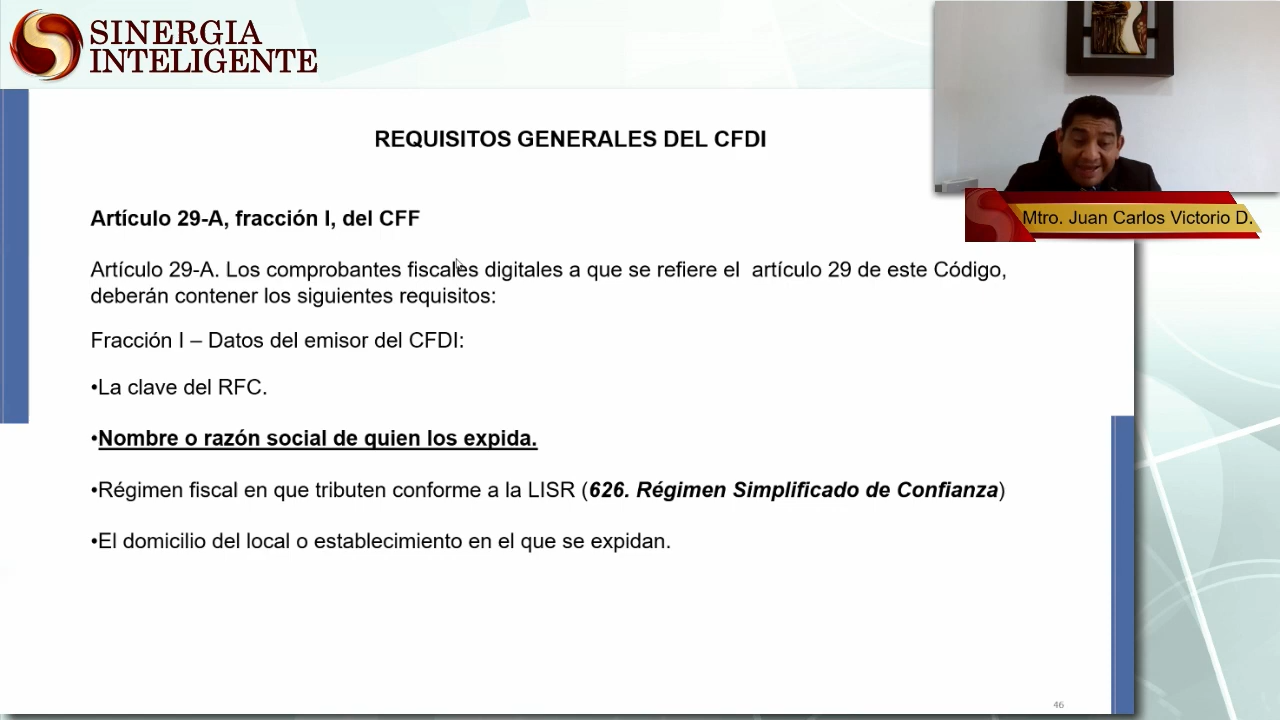 SINERGIA
INTELIGENTE
REQUISITOS GENERALES DEL CFDI
Mtro. Juan Carlos Victorio D.
Artículo 29-A, fracción I, del CFF
Artículo 29-A. Los comprobantes fiscales digitales a que se refiere el artículo 29 de este Código,
deberán contener los siguientes requisitos:
Fracción I – Datos del emisor del CFDI:
•La clave del RFC.
•Nombre o razón social de quien los expida.
•Régimen fiscal en que tributen conforme a la LISR (626. Régimen Simplificado de Confianza)
•El domicilio del local o establecimiento en el que se expidan.
46